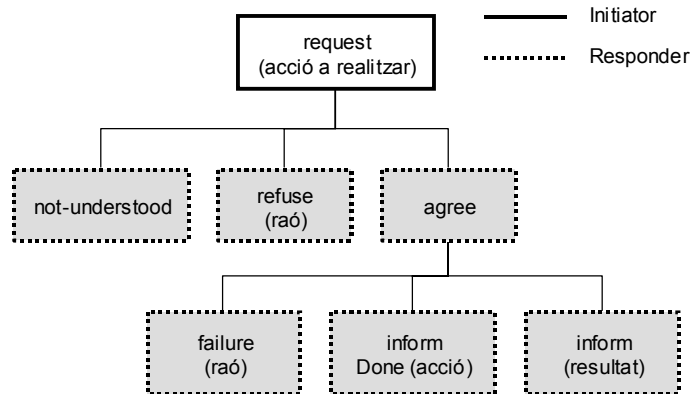 Initiator
request
(acció a realitzar)
Responder
not-understood
refuse
(raó)
agree
failure
(raó)
inform
Done (acció)
inform
(resultat)